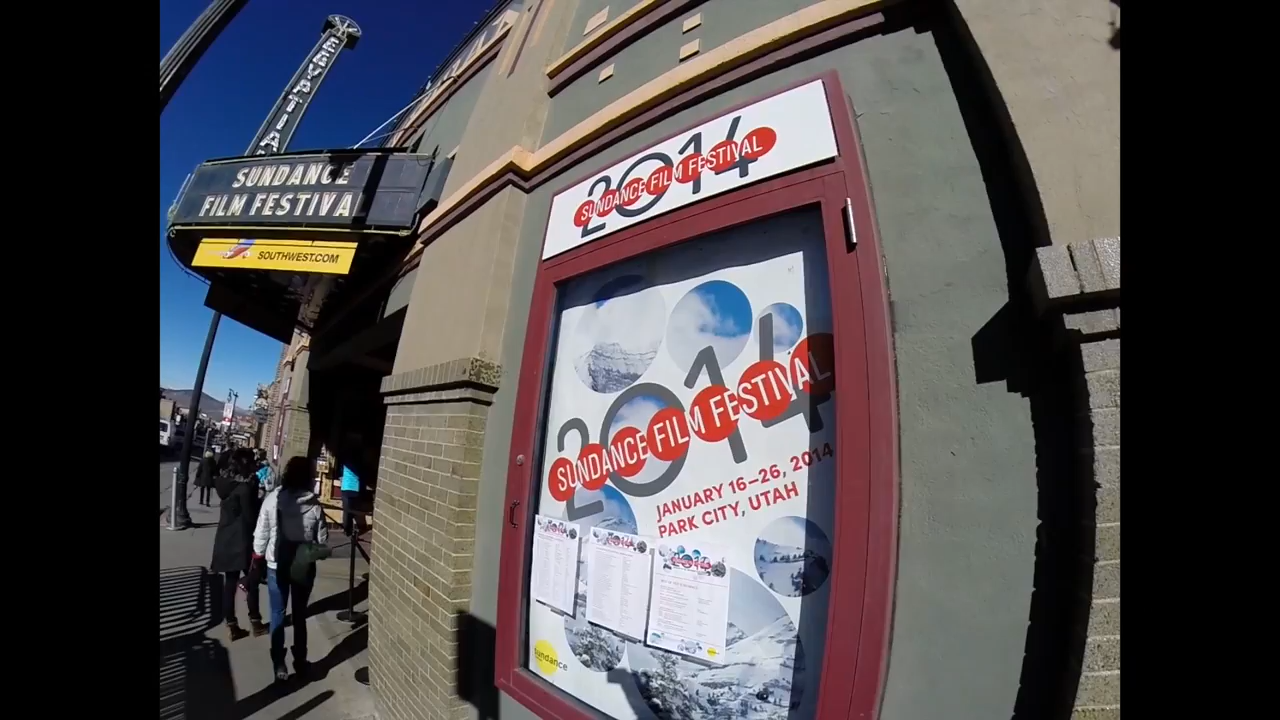 EGYPTIAN
SUNDANCE
FILM FESTIVA
SOUTHWEST.COM
2014
SUNDANCE FILM FESTIVAL
2014
SUNDANCE FILM FESTIVAL
JANUARY 16–26, 2014
PARK CITY, UTAH
sundance